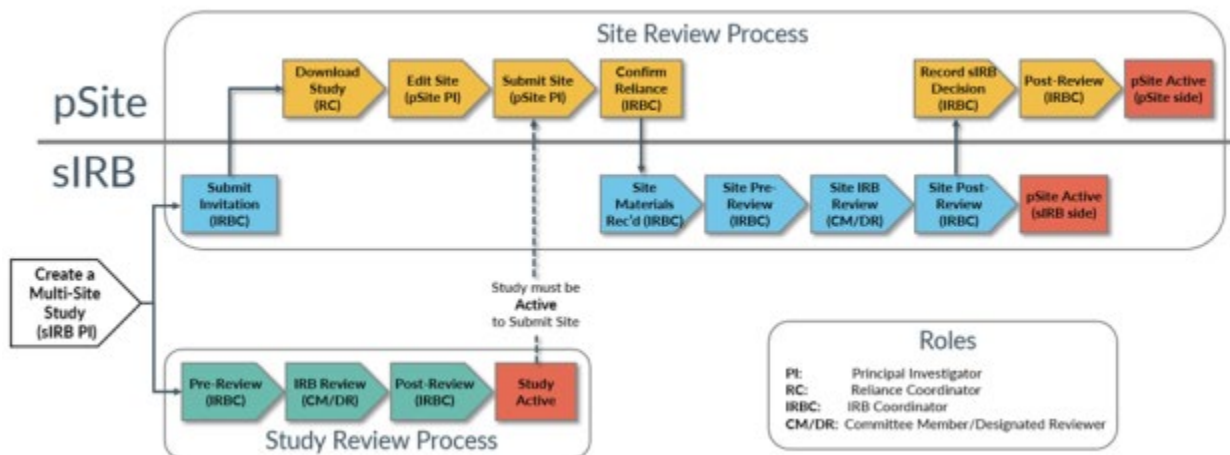 Site Review Process
pSite
Download
Study
(RC)
Edit Site
(pSite PI)
Submit Site
(pSite PI)
Confirm
Reliance
(IRBC)
Record sIRB
Decision
(IRBC)
Post-Review
(IRBC)
pSite Active
(pSite side)
sIRB
Submit
Invitation
(IRBC)
Site
Materials
Rec'd (IRBC)
Site Pre-
Review
(IRBC)
Site IRB
Review
(CM/DR)
Site Post-
Review
(IRBC)
pSite Active
(sIRB side)
Create a
Multi-Site
Study
(sIRB PI)
Study must be
Active
to Submit Site
Pre-Review
(IRBC)
IRB Review
(CM/DR)
Post-Review
(IRBC)
Study
Active
Study Review Process
Roles
PI: Principal Investigator
RC: Reliance Coordinator
IRBC: IRB Coordinator
CM/DR: Committee Member/Designated Reviewer